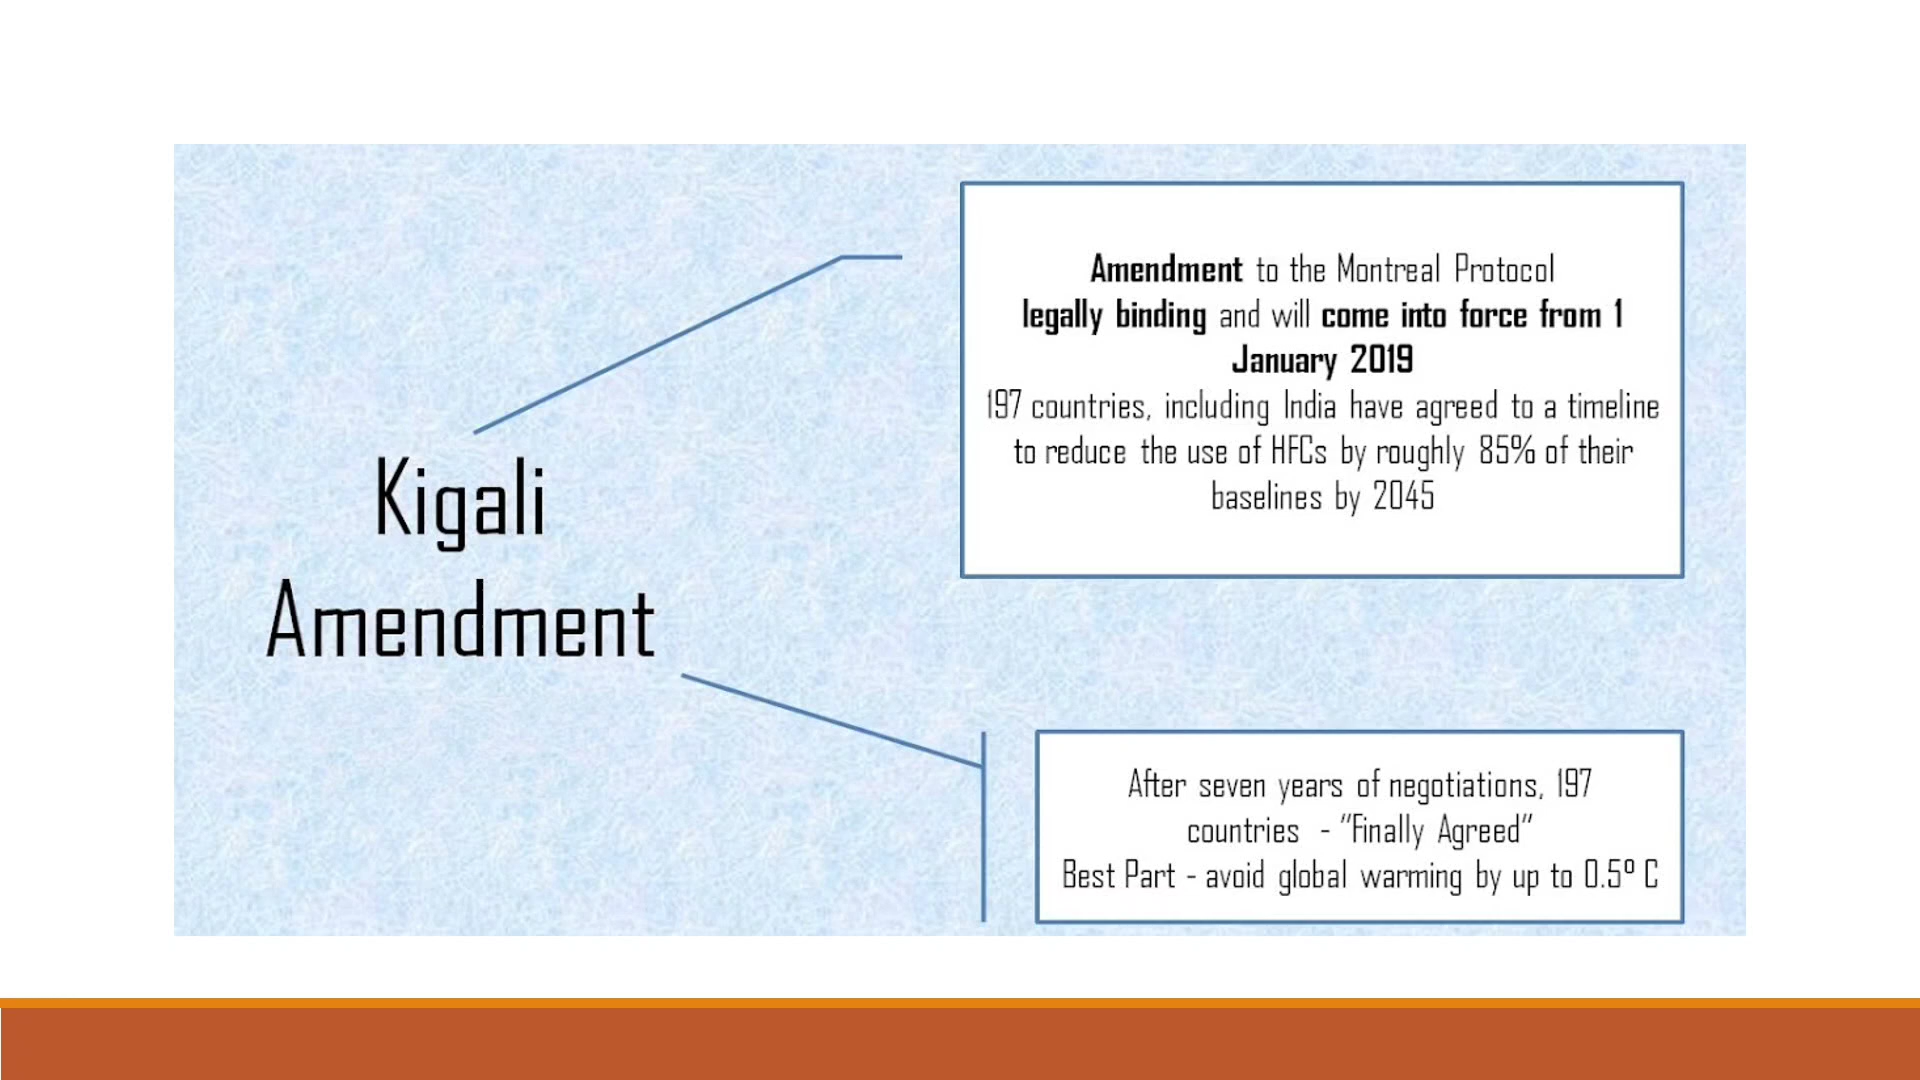 Kigali
Amendment
Amendment to the Montreal Protocol
legally binding and will come into force from 1
January 2019
197 countries, including India have agreed to a timeline
to reduce the use of HFCs by roughly 85% of their
baselines by 2045
After seven years of negotiations, 197
countries - "Finally Agreed"
Best Part - avoid global warming by up to 0.5º C